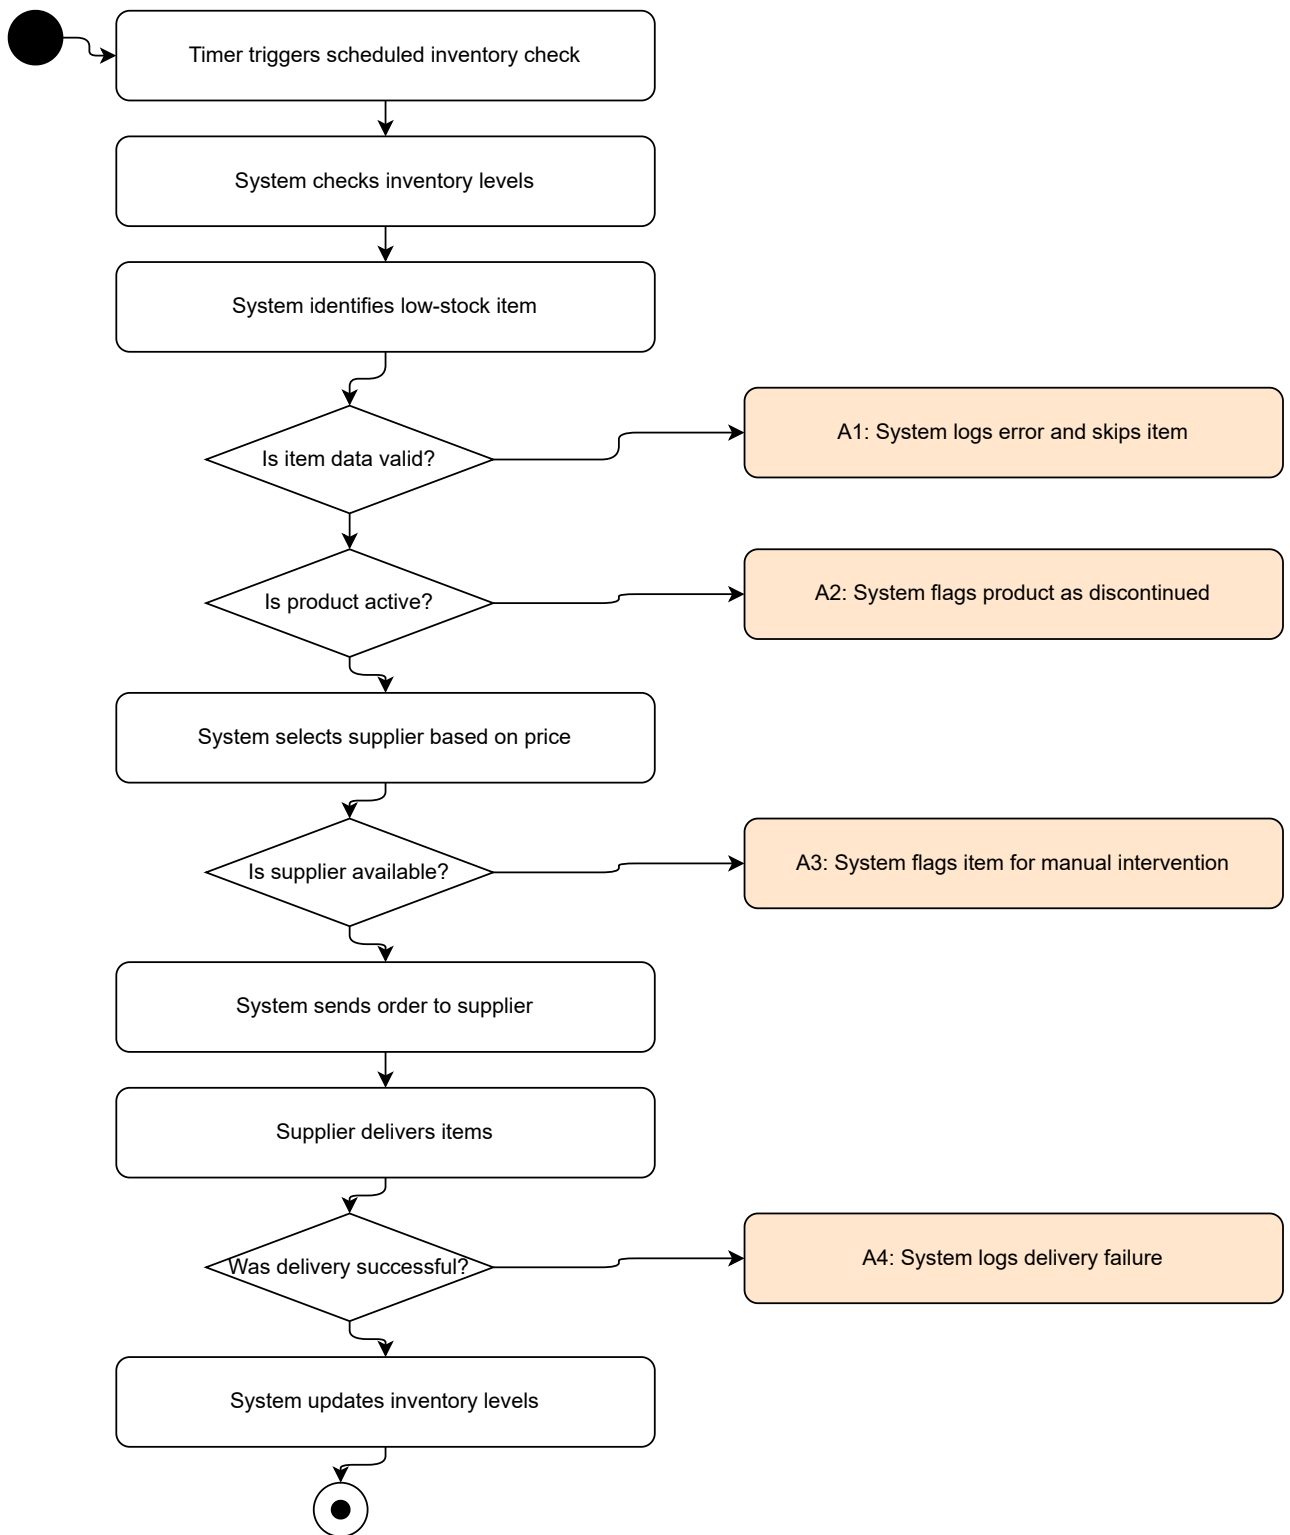 Timer triggers scheduled inventory check
System checks inventory levels
System identifies low-stock item
Is item data valid?
A1: System logs error and skips item
Is product active?
A2: System flags product as discontinued
System selects supplier based on price
Is supplier available?
A3: System flags item for manual intervention
System sends order to supplier
Supplier delivers items
Was delivery successful?
A4: System logs delivery failure
System updates inventory levels